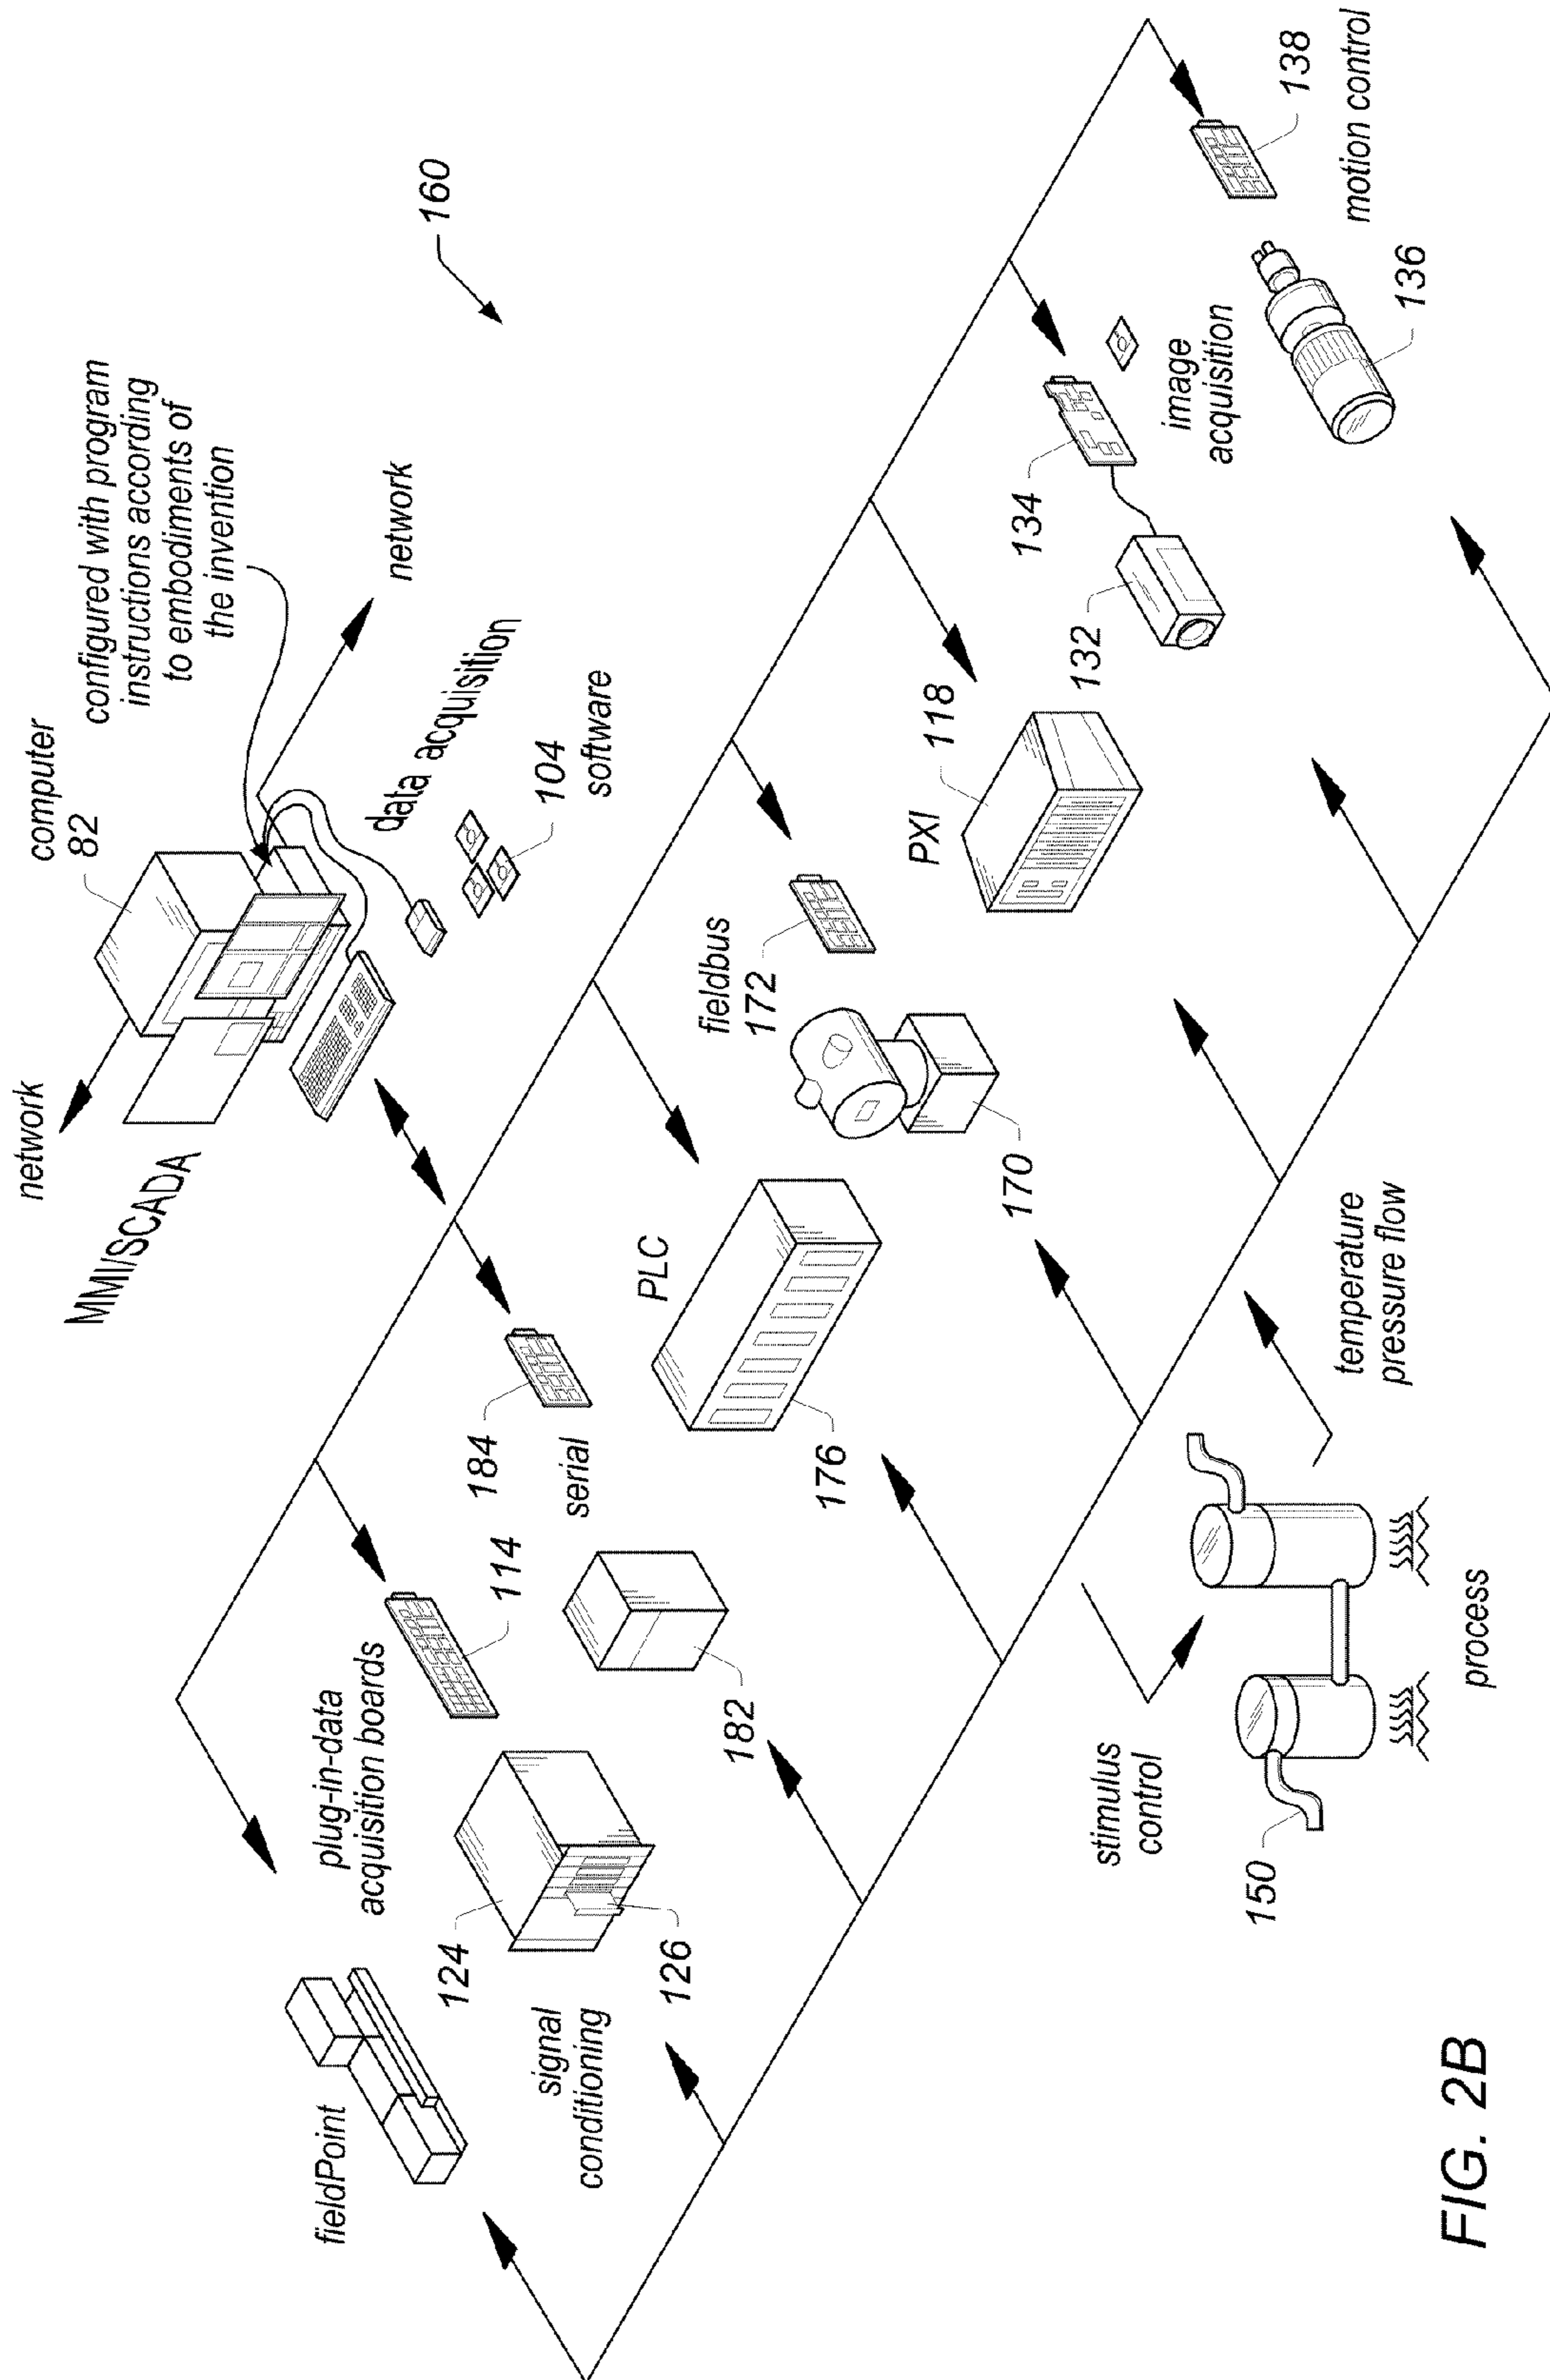 network
MMI/SCADA
computer
82
configured with program
instructions according
to embodiments of
the invention
network
data acquisition
104
software
160
fieldPoint
plug-in-data
acquisition boards
114
124
signal
conditioning
126
182
184
serial
PLC
176
fieldbus
172
170
PXI
118
134
132
image
acquisition
138
motion control
136
stimulus
control
150
process
temperature
pressure flow
FIG. 2B